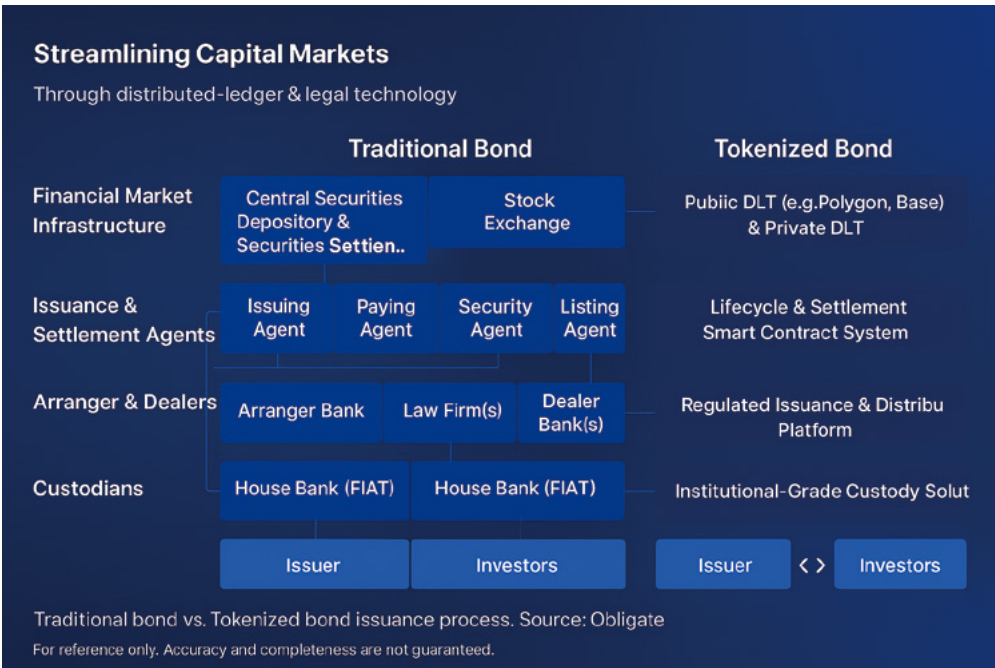 Streamlining Capital Markets
Through distributed-ledger & legal technology
Traditional Bond
Tokenized Bond
Financial Market
Infrastructure
Central Securities
Depository &
Securities Settien..
Stock
Exchange
Pubiic DLT (e.g.Polygon, Base)
& Private DLT
Issuance &
Settlement Agents
Issuing
Agent
Paying
Agent
Security
Agent
Listing
Agent
Lifecycle & Settlement
Smart Contract System
Arranger & Dealers
Arranger Bank
Law Firm(s)
Dealer
Bank(s)
Regulated Issuance & Distribu
Platform
Custodians
House Bank (FIAT)
House Bank (FIAT)
Institutional-Grade Custody Solut
Issuer
Investors
Issuer
< >
Investors
Traditional bond vs. Tokenized bond issuance process. Source: Obligate
For reference only. Accuracy and completeness are not guaranteed.